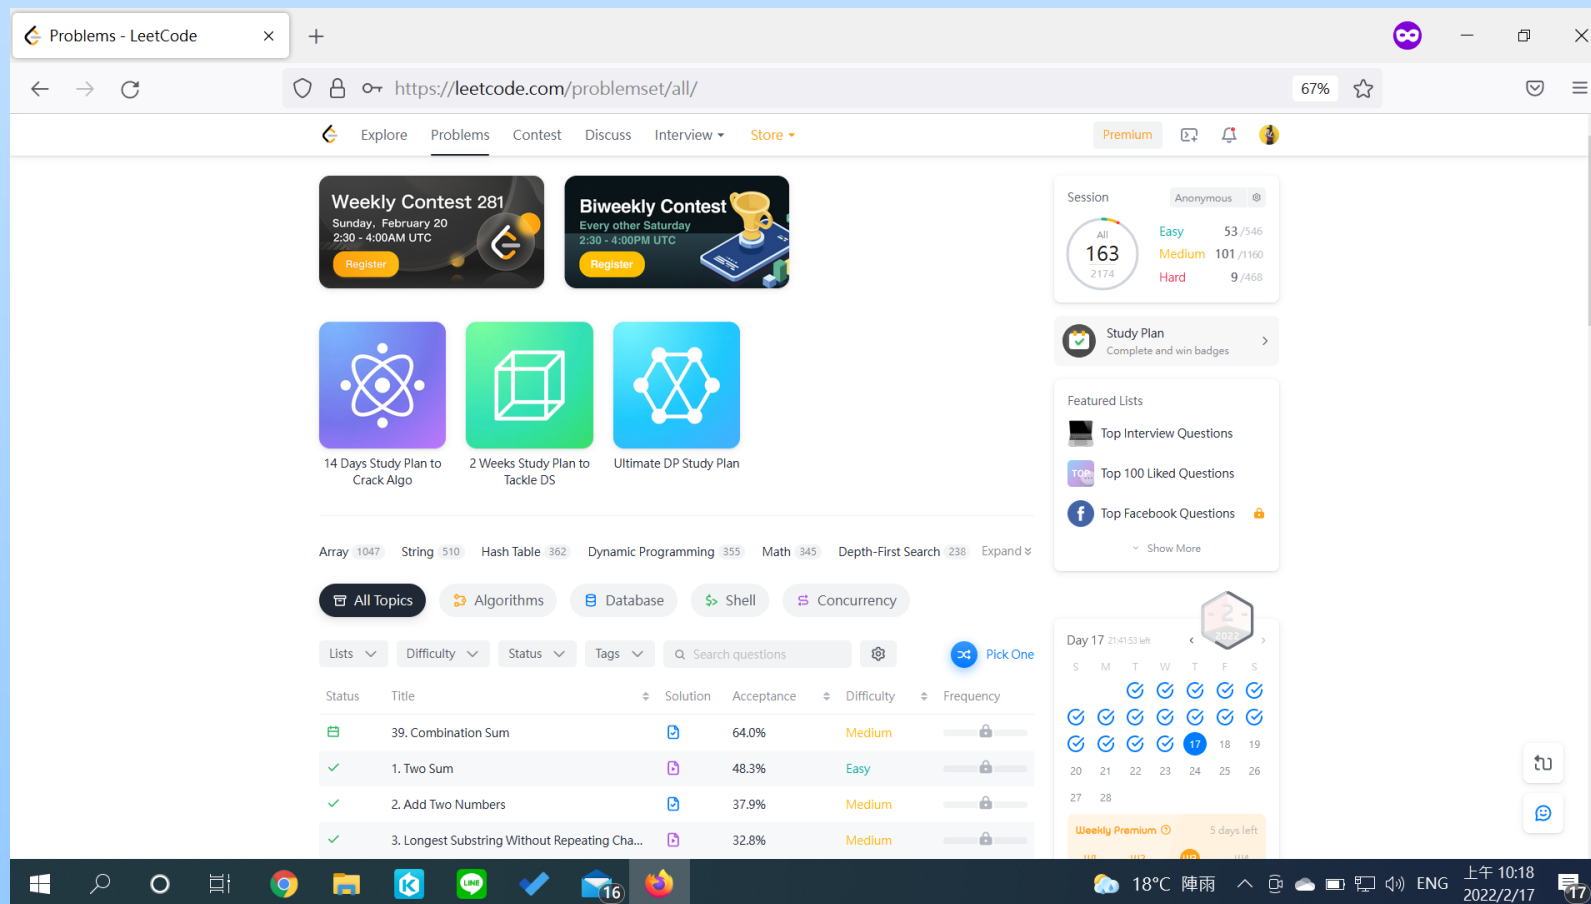 Problems - LeetCode
https://leetcode.com/problemset/all/
67%
Explore
Problems
Contest
Discuss
Interview
Store
Premium
Weekly Contest 281
Sunday, February 20
2:30 - 4:00AM UTC
Register
Biweekly Contest
Every other Saturday
2:30 - 4:00PM UTC
Register
Session
Anonymous
All
163
2174
Easy 53 /546
Medium 101 /1160
Hard 9 /468
Study Plan
Complete and win badges
14 Days Study Plan to
Crack Algo
2 Weeks Study Plan to
Tackle DS
Ultimate DP Study Plan
Featured Lists
Top Interview Questions
TOP
Top 100 Liked Questions
Top Facebook Questions
Show More
Array 1047 String 510 Hash Table 362 Dynamic Programming 355 Math 345 Depth-First Search 238 Expand
All Topics
Algorithms
Database
Shell
Concurrency
Lists
Difficulty
Status
Tags
Search questions
Pick One
Status Title Solution Acceptance Difficulty Frequency
39. Combination Sum 64.0% Medium
1. Two Sum 48.3% Easy
2. Add Two Numbers 37.9% Medium
3. Longest Substring Without Repeating Cha... 32.8% Medium
2
2022
Day 17 21:41:53 left
S M T W T F S
17 18 19
20 21 22 23 24 25 26
27 28
Weekly Premium 5 days left
16
18°C 陣雨
ENG
上午 10:18
2022/2/17
17